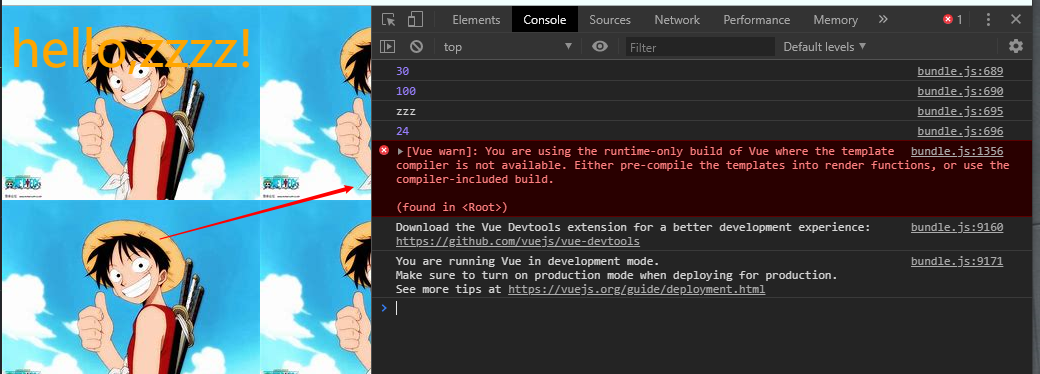 hello,zzzz!
Elements Console Sources Network Performance Memory » 1
top Filter Default levels
30 bundle.js:689
100 bundle.js:690
zzz bundle.js:695
24 bundle.js:696
[Vue warn]: You are using the runtime-only build of Vue where the template bundle.js:1356
compiler is not available. Either pre-compile the templates into render functions, or use the
compiler-included build.
(found in <Root>)
Download the Vue Devtools extension for a better development experience: bundle.js:9160
https://github.com/vuejs/vue-devtools
You are running Vue in development mode. bundle.js:9171
Make sure to turn on production mode when deploying for production.
See more tips at https://vuejs.org/guide/deployment.html